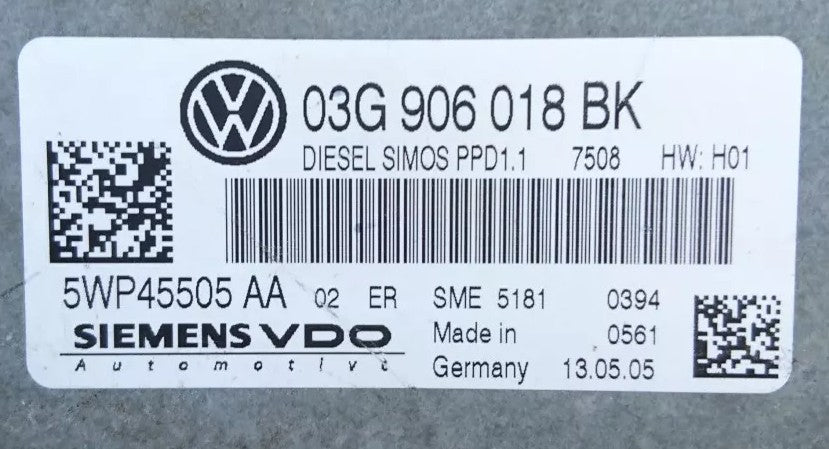 03G 906 018 BK
DIESEL SIMOS PPD1.1 7508 HW: H01
5WP45505 AA 02 ER SME 5181 0394
SIEMENS VDO Made in 0561
Automotive Germany 13.05.05